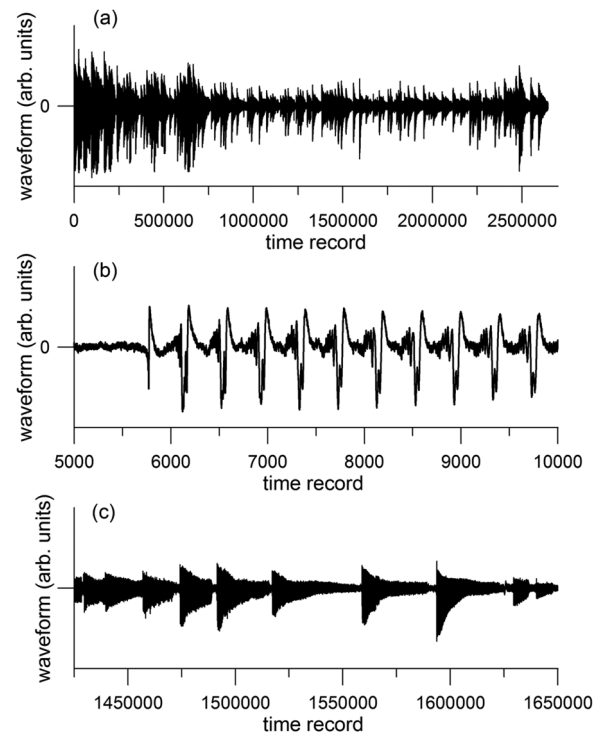 (a)
waveform (arb. units)
0
0 500000 1000000 1500000 2000000 2500000
time record
(b)
waveform (arb. units)
0
5000 6000 7000 8000 9000 10000
time record
(c)
waveform (arb. units)
0
1450000 1500000 1550000 1600000 1650000
time record